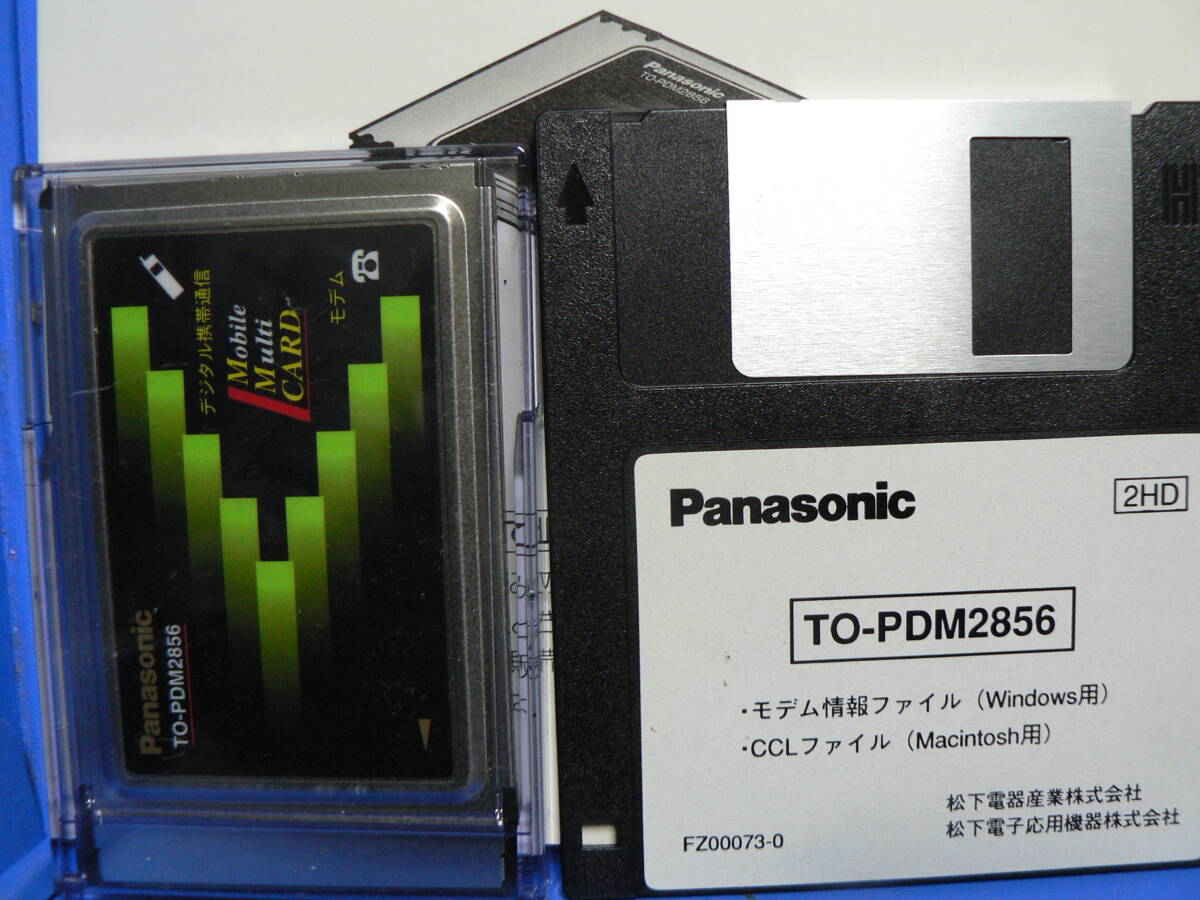 Panasonic
TO-PDM2856
デジタル携帯通信
Mobile
Multi
CARD
モデム
Panasonic
TO-PDM2856
Panasonic
2HD
TO-PDM2856
・モデム情報ファイル（Windows用）
・CCLファイル（Macintosh用）
松下電器産業株式会社
松下電子応用機器株式会社
FZ00073-0